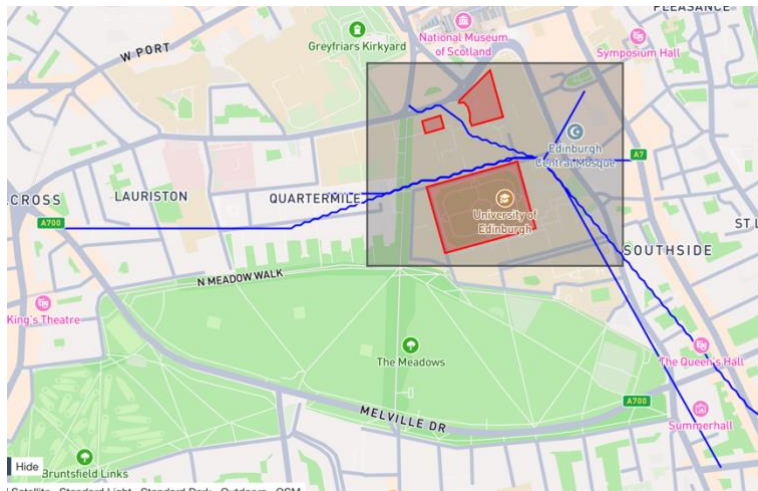 PLEASANCE
National Museum
of Scotland
Greyfriars Kirkyard
W PORT
Symposium Hall
Edinburgh
Central Mosque
A7
LAURISTON
QUARTERMILE
CROSS
A700
University of
Edinburgh
ST L
SOUTHSIDE
N MEADOW WALK
King's Theatre
The Meadows
The Queen's Hall
A700
MELVILLE DR
Summerhall
Hide
Bruntsfield Links
Satellite Standard Light Standard Dark Outdoors OSM